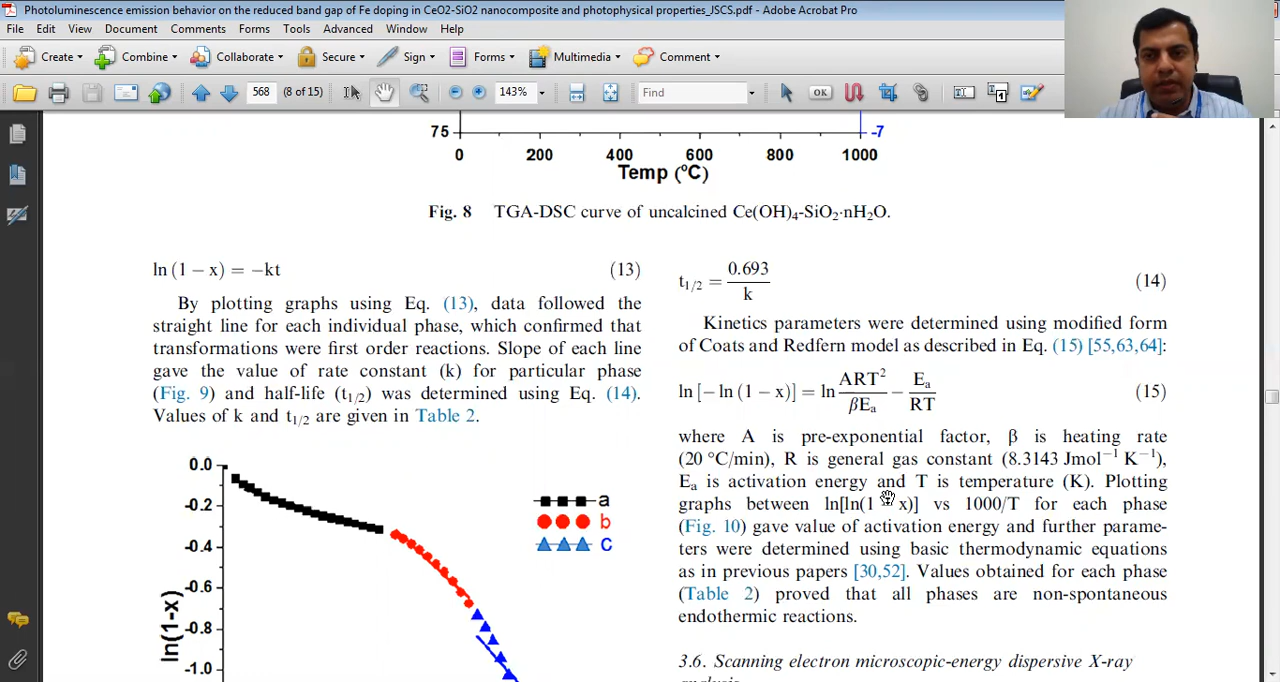 Photoluminescence emission behavior on the reduced band gap of Fe doping in CeO2-SiO2 nanocomposite and photophysical properties_JSCS.pdf - Adobe Acrobat Pro
File Edit View Document Comments Forms Tools Advanced Window Help
Create Combine Collaborate Secure Sign Forms Multimedia Comment
568 (8 of 15) 143% Find OK
75 -7
0 200 400 600 800 1000
Temp (°C)
Fig. 8 TGA-DSC curve of uncalcined Ce(OH)₄-SiO₂·nH₂O.
ln (1 − x) = −kt (13)
By plotting graphs using Eq. (13), data followed the
straight line for each individual phase, which confirmed that
transformations were first order reactions. Slope of each line
gave the value of rate constant (k) for particular phase
(Fig. 9) and half-life (t₁/₂) was determined using Eq. (14).
Values of k and t₁/₂ are given in Table 2.
0.0
-0.2
-0.4
-0.6
-0.8
-1.0
ln(1-x)
a
b
c
t₁/₂ = 0.693 / k (14)
Kinetics parameters were determined using modified form
of Coats and Redfern model as described in Eq. (15) [55,63,64]:
ln [− ln (1 − x)] = ln ART² / βEₐ − Eₐ / RT (15)
where A is pre-exponential factor, β is heating rate
(20 °C/min), R is general gas constant (8.3143 Jmol⁻¹ K⁻¹),
Eₐ is activation energy and T is temperature (K). Plotting
graphs between ln[ln(1 x)] vs 1000/T for each phase
(Fig. 10) gave value of activation energy and further parame-
ters were determined using basic thermodynamic equations
as in previous papers [30,52]. Values obtained for each phase
(Table 2) proved that all phases are non-spontaneous
endothermic reactions.
3.6. Scanning electron microscopic-energy dispersive X-ray